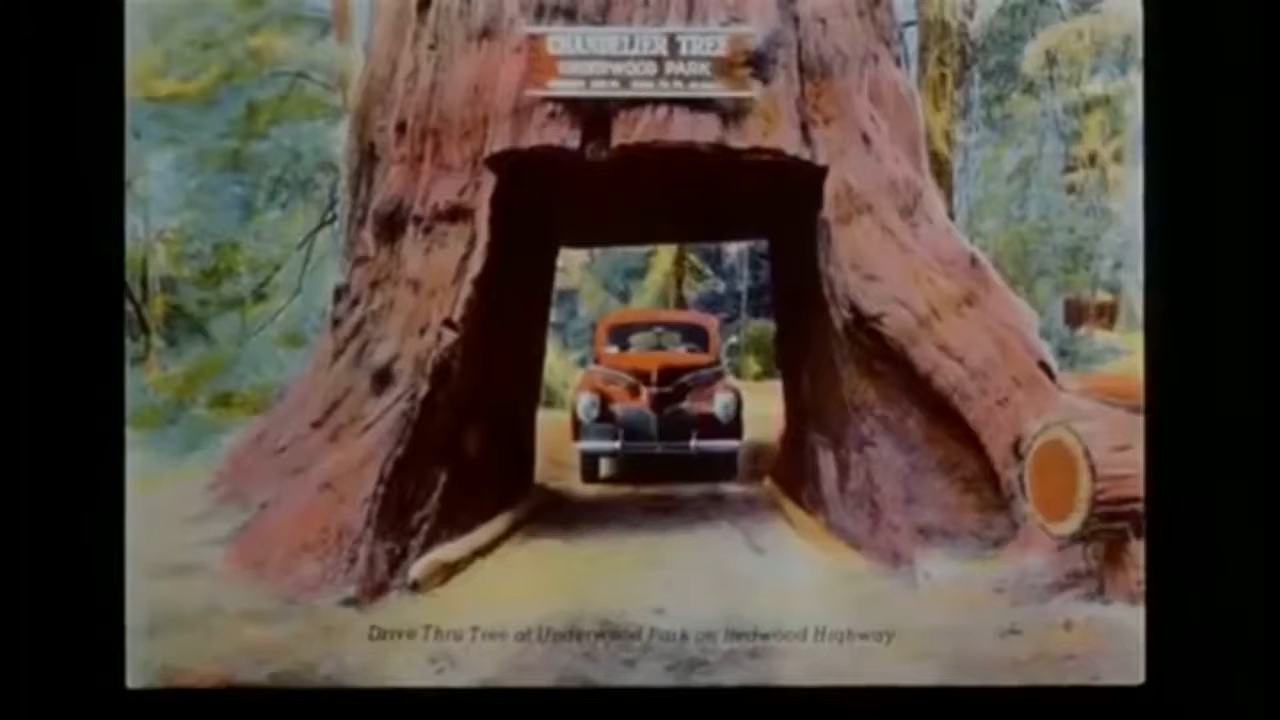 CHANDELIER TREE
UNDERWOOD PARK
Drive Thru Tree at Underwood Park on Redwood Highway